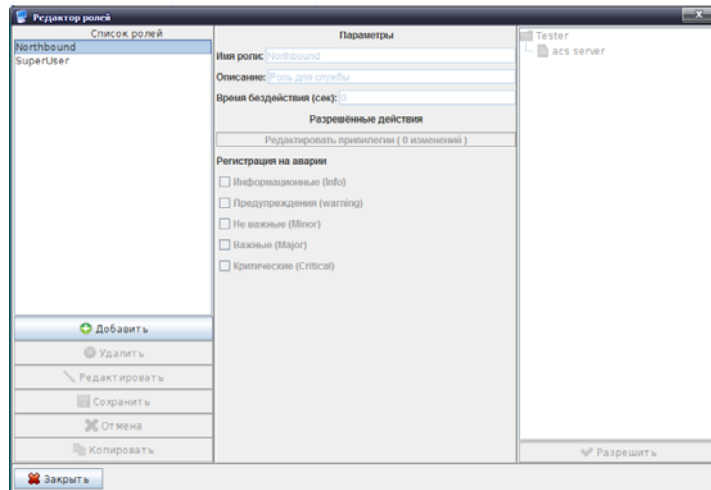 Редактор ролей
x
Список ролей
Northbound
SuperUser
Добавить
Удалить
Редактировать
Сохранить
Отмена
Копировать
Параметры
Имя роли: Northbound
Описание: Роль для службы
Время бездействия (сек): 0
Разрешённые действия
Редактировать привилегии ( 0 изменений )
Регистрация на аварии
Информационные (Info)
Предупреждения (warning)
Не важные (Minor)
Важные (Major)
Критические (Critical)
Tester
acs server
Разрешить
Закрыть